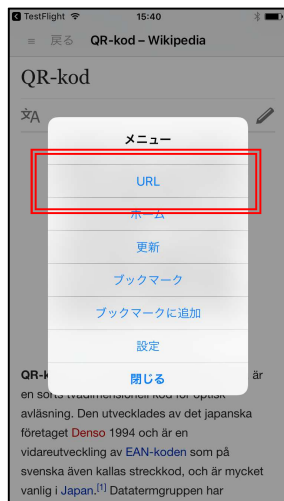 TestFlight 15:40
≡ 戻る QR-kod – Wikipedia
QR-kod
メニュー
URL
ホーム
更新
ブックマーク
ブックマークに追加
設定
閉じる
QR-k är
en sorts tvådimensionell kod för optisk
avläsning. Den utvecklades av det japanska
företaget Denso 1994 och är en
vidareutveckling av EAN-koden som på
svenska även kallas streckkod, och är mycket
vanlig i Japan.[1] Datatermgruppen har